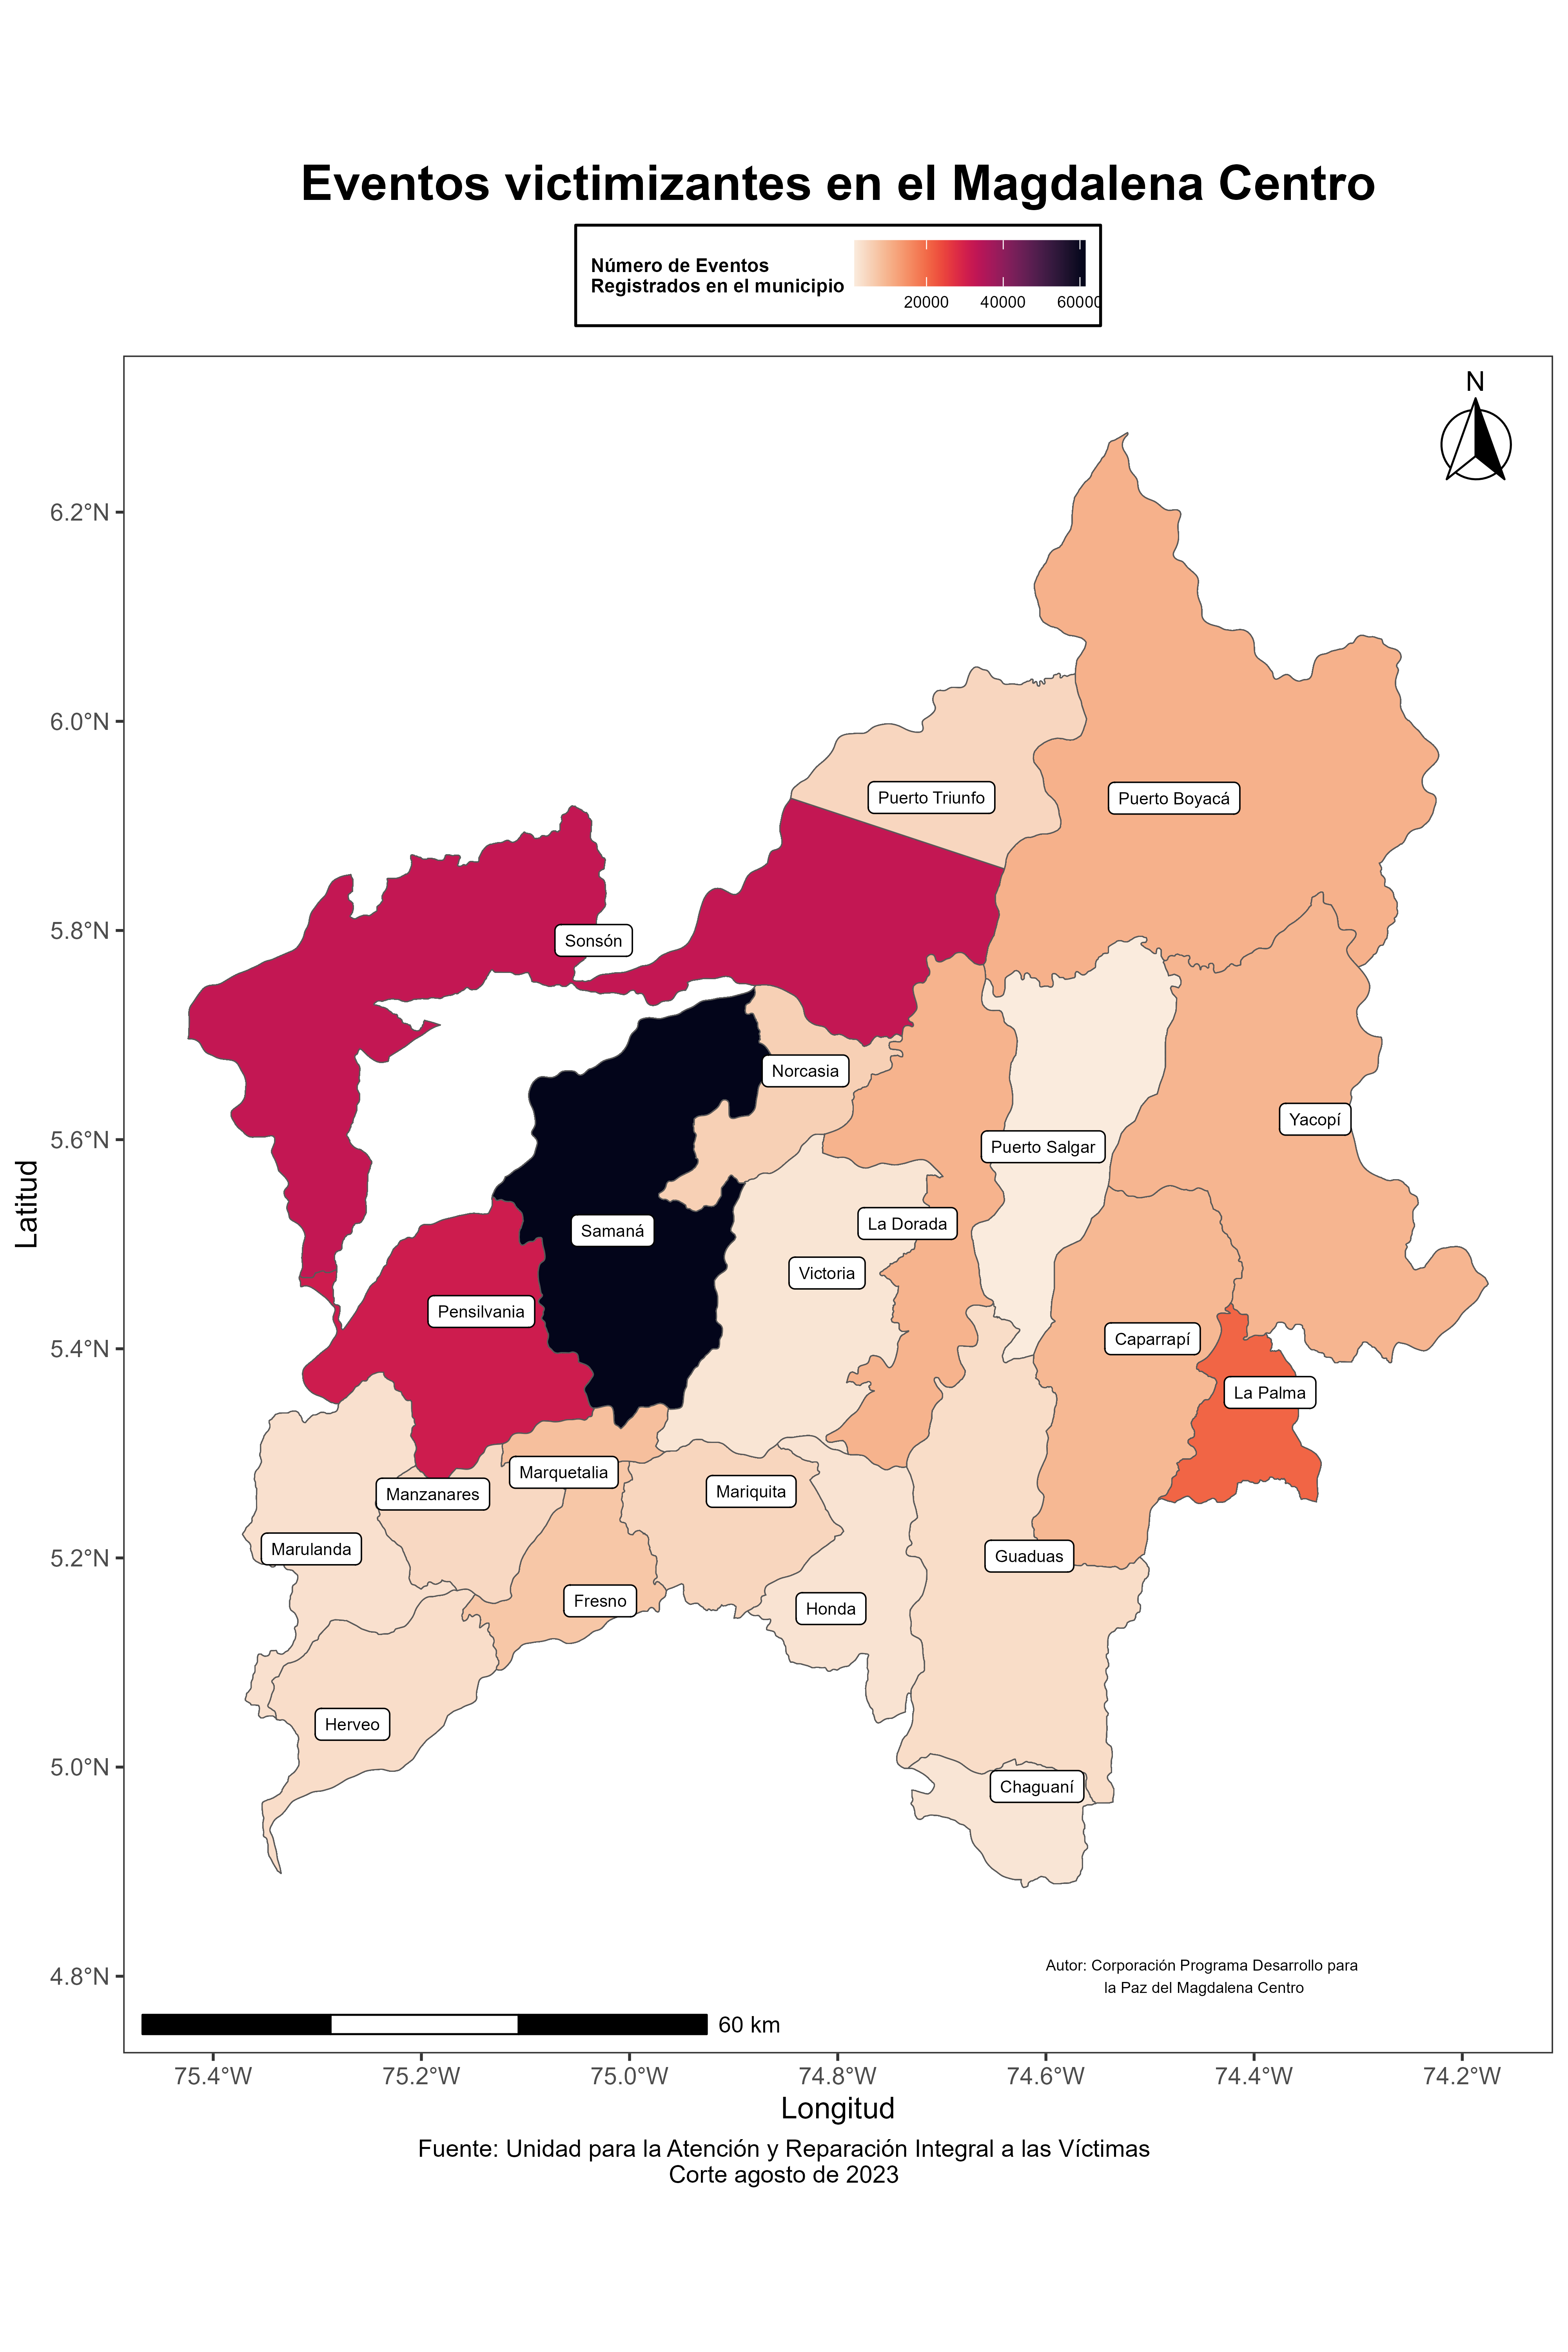 Eventos victimizantes en el Magdalena Centro
Número de Eventos
Registrados en el municipio
20000 40000 60000
N
6.2°N
6.0°N
5.8°N
5.6°N
5.4°N
5.2°N
5.0°N
4.8°N
Latitud
Puerto Triunfo
Puerto Boyacá
Sonsón
Norcasia
Yacopí
Puerto Salgar
La Dorada
Samaná
Victoria
Pensilvania
Caparrapí
La Palma
Marquetalia
Manzanares
Mariquita
Marulanda
Guaduas
Fresno
Honda
Herveo
Chaguaní
Autor: Corporación Programa Desarrollo para
la Paz del Magdalena Centro
60 km
75.4°W 75.2°W 75.0°W 74.8°W 74.6°W 74.4°W 74.2°W
Longitud
Fuente: Unidad para la Atención y Reparación Integral a las Víctimas
Corte agosto de 2023